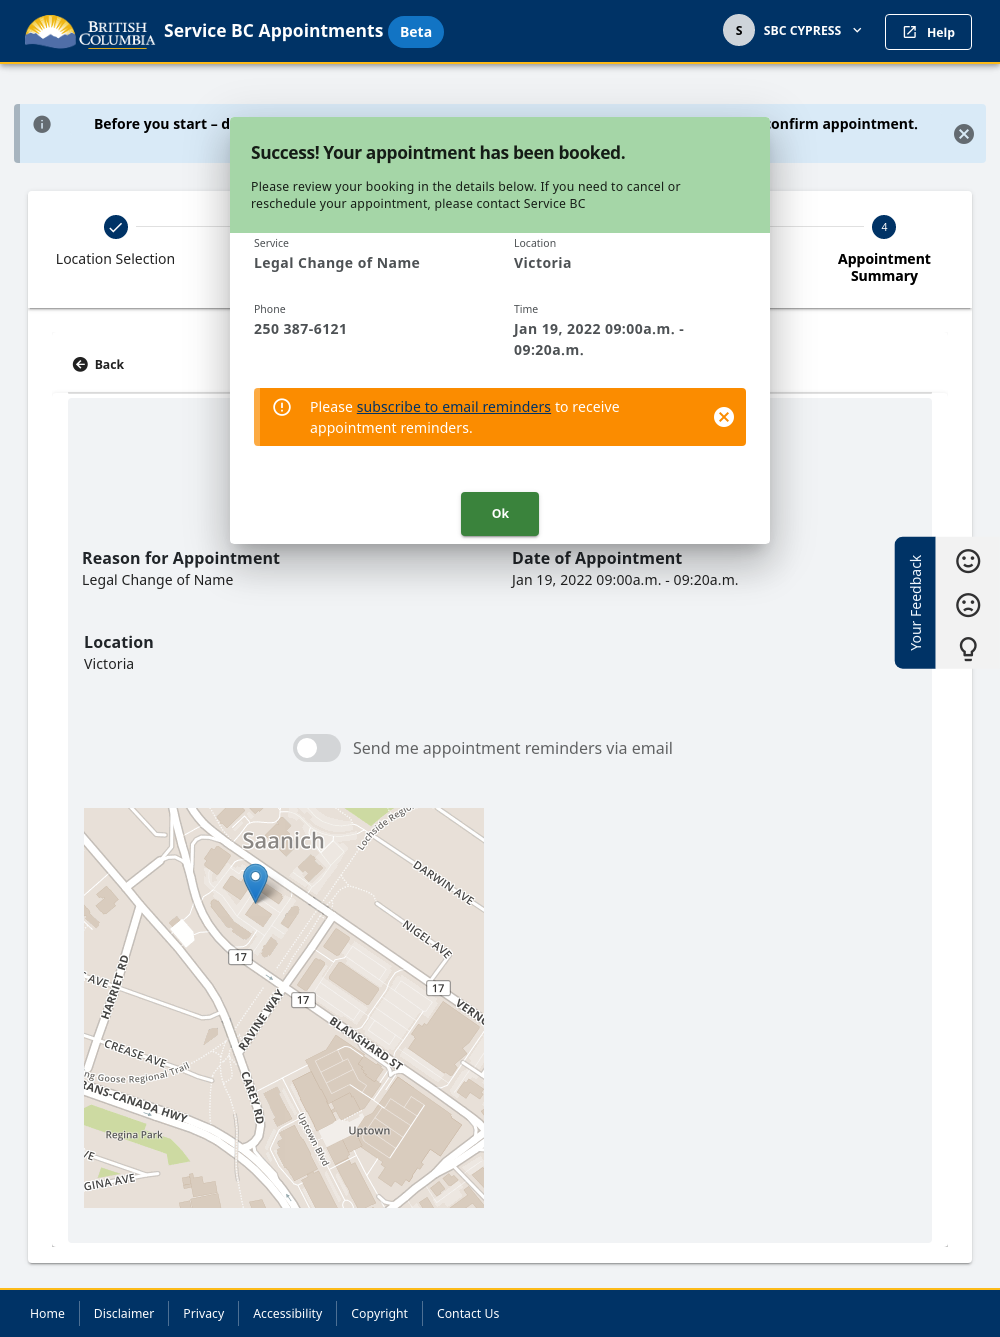 BRITISH
COLUMBIA
Service BC Appointments Beta
S SBC CYPRESS
Help
Before you start – d
onfirm appointment.
Success! Your appointment has been booked.
Please review your booking in the details below. If you need to cancel or
reschedule your appointment, please contact Service BC
Location Selection
4
Appointment
Summary
Service
Legal Change of Name
Location
Victoria
Phone
250 387-6121
Time
Jan 19, 2022 09:00a.m. -
09:20a.m.
Back
Please subscribe to email reminders to receive
appointment reminders.
Ok
Reason for Appointment
Legal Change of Name
Date of Appointment
Jan 19, 2022 09:00a.m. - 09:20a.m.
Your Feedback
Location
Victoria
Send me appointment reminders via email
Saanich
Lochside Regio
DARWIN AVE
NIGEL AVE
17
17
17
AVE
HARRIET RD
RAVINE WAY
VERNO
BLANSHARD ST
CREASE AVE
ng Goose Regional Trail
RANS-CANADA HWY
CAREY RD
Uptown Blvd
Uptown
Regina Park
VE
GINA AVE
Home
Disclaimer
Privacy
Accessibility
Copyright
Contact Us